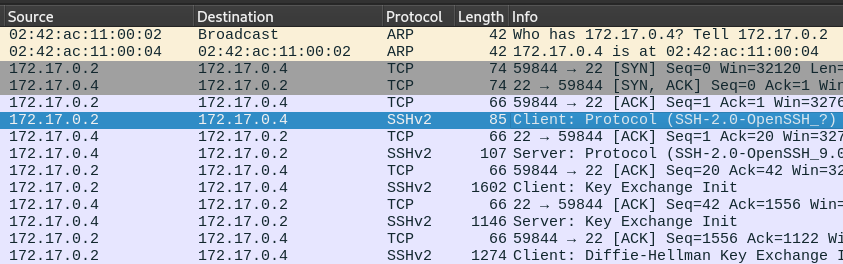 Source Destination Protocol Length Info
02:42:ac:11:00:02 Broadcast ARP 42 Who has 172.17.0.4? Tell 172.17.0.2
02:42:ac:11:00:04 02:42:ac:11:00:02 ARP 42 172.17.0.4 is at 02:42:ac:11:00:04
172.17.0.2 172.17.0.4 TCP 74 59844 → 22 [SYN] Seq=0 Win=32120 Len=
172.17.0.4 172.17.0.2 TCP 74 22 → 59844 [SYN, ACK] Seq=0 Ack=1 Win
172.17.0.2 172.17.0.4 TCP 66 59844 → 22 [ACK] Seq=1 Ack=1 Win=3276
172.17.0.2 172.17.0.4 SSHv2 85 Client: Protocol (SSH-2.0-OpenSSH_?)
172.17.0.4 172.17.0.2 TCP 66 22 → 59844 [ACK] Seq=1 Ack=20 Win=327
172.17.0.4 172.17.0.2 SSHv2 107 Server: Protocol (SSH-2.0-OpenSSH_9.0
172.17.0.2 172.17.0.4 TCP 66 59844 → 22 [ACK] Seq=20 Ack=42 Win=32
172.17.0.2 172.17.0.4 SSHv2 1602 Client: Key Exchange Init
172.17.0.4 172.17.0.2 TCP 66 22 → 59844 [ACK] Seq=42 Ack=1556 Win=
172.17.0.4 172.17.0.2 SSHv2 1146 Server: Key Exchange Init
172.17.0.2 172.17.0.4 TCP 66 59844 → 22 [ACK] Seq=1556 Ack=1122 Wi
172.17.0.2 172.17.0.4 SSHv2 1274 Client: Diffie-Hellman Key Exchange I